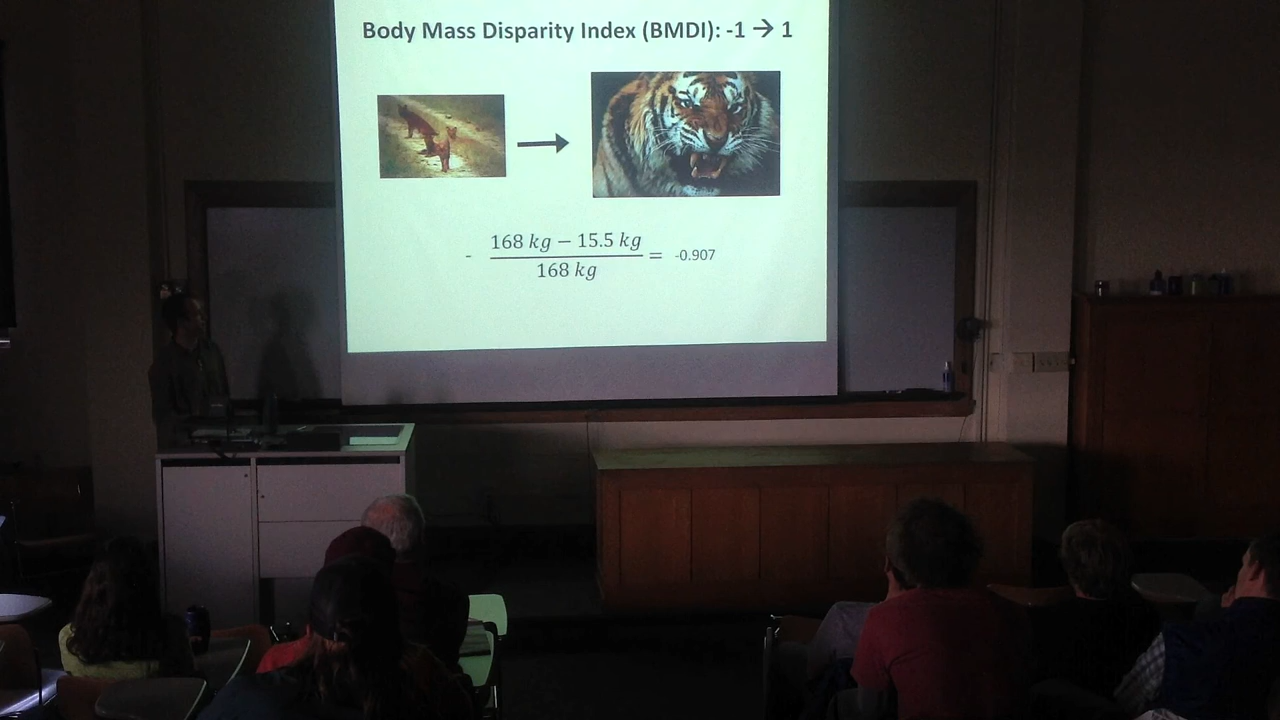 Body Mass Disparity Index (BMDI): -1 → 1
- 168 kg − 15.5 kg
168 kg
= -0.907